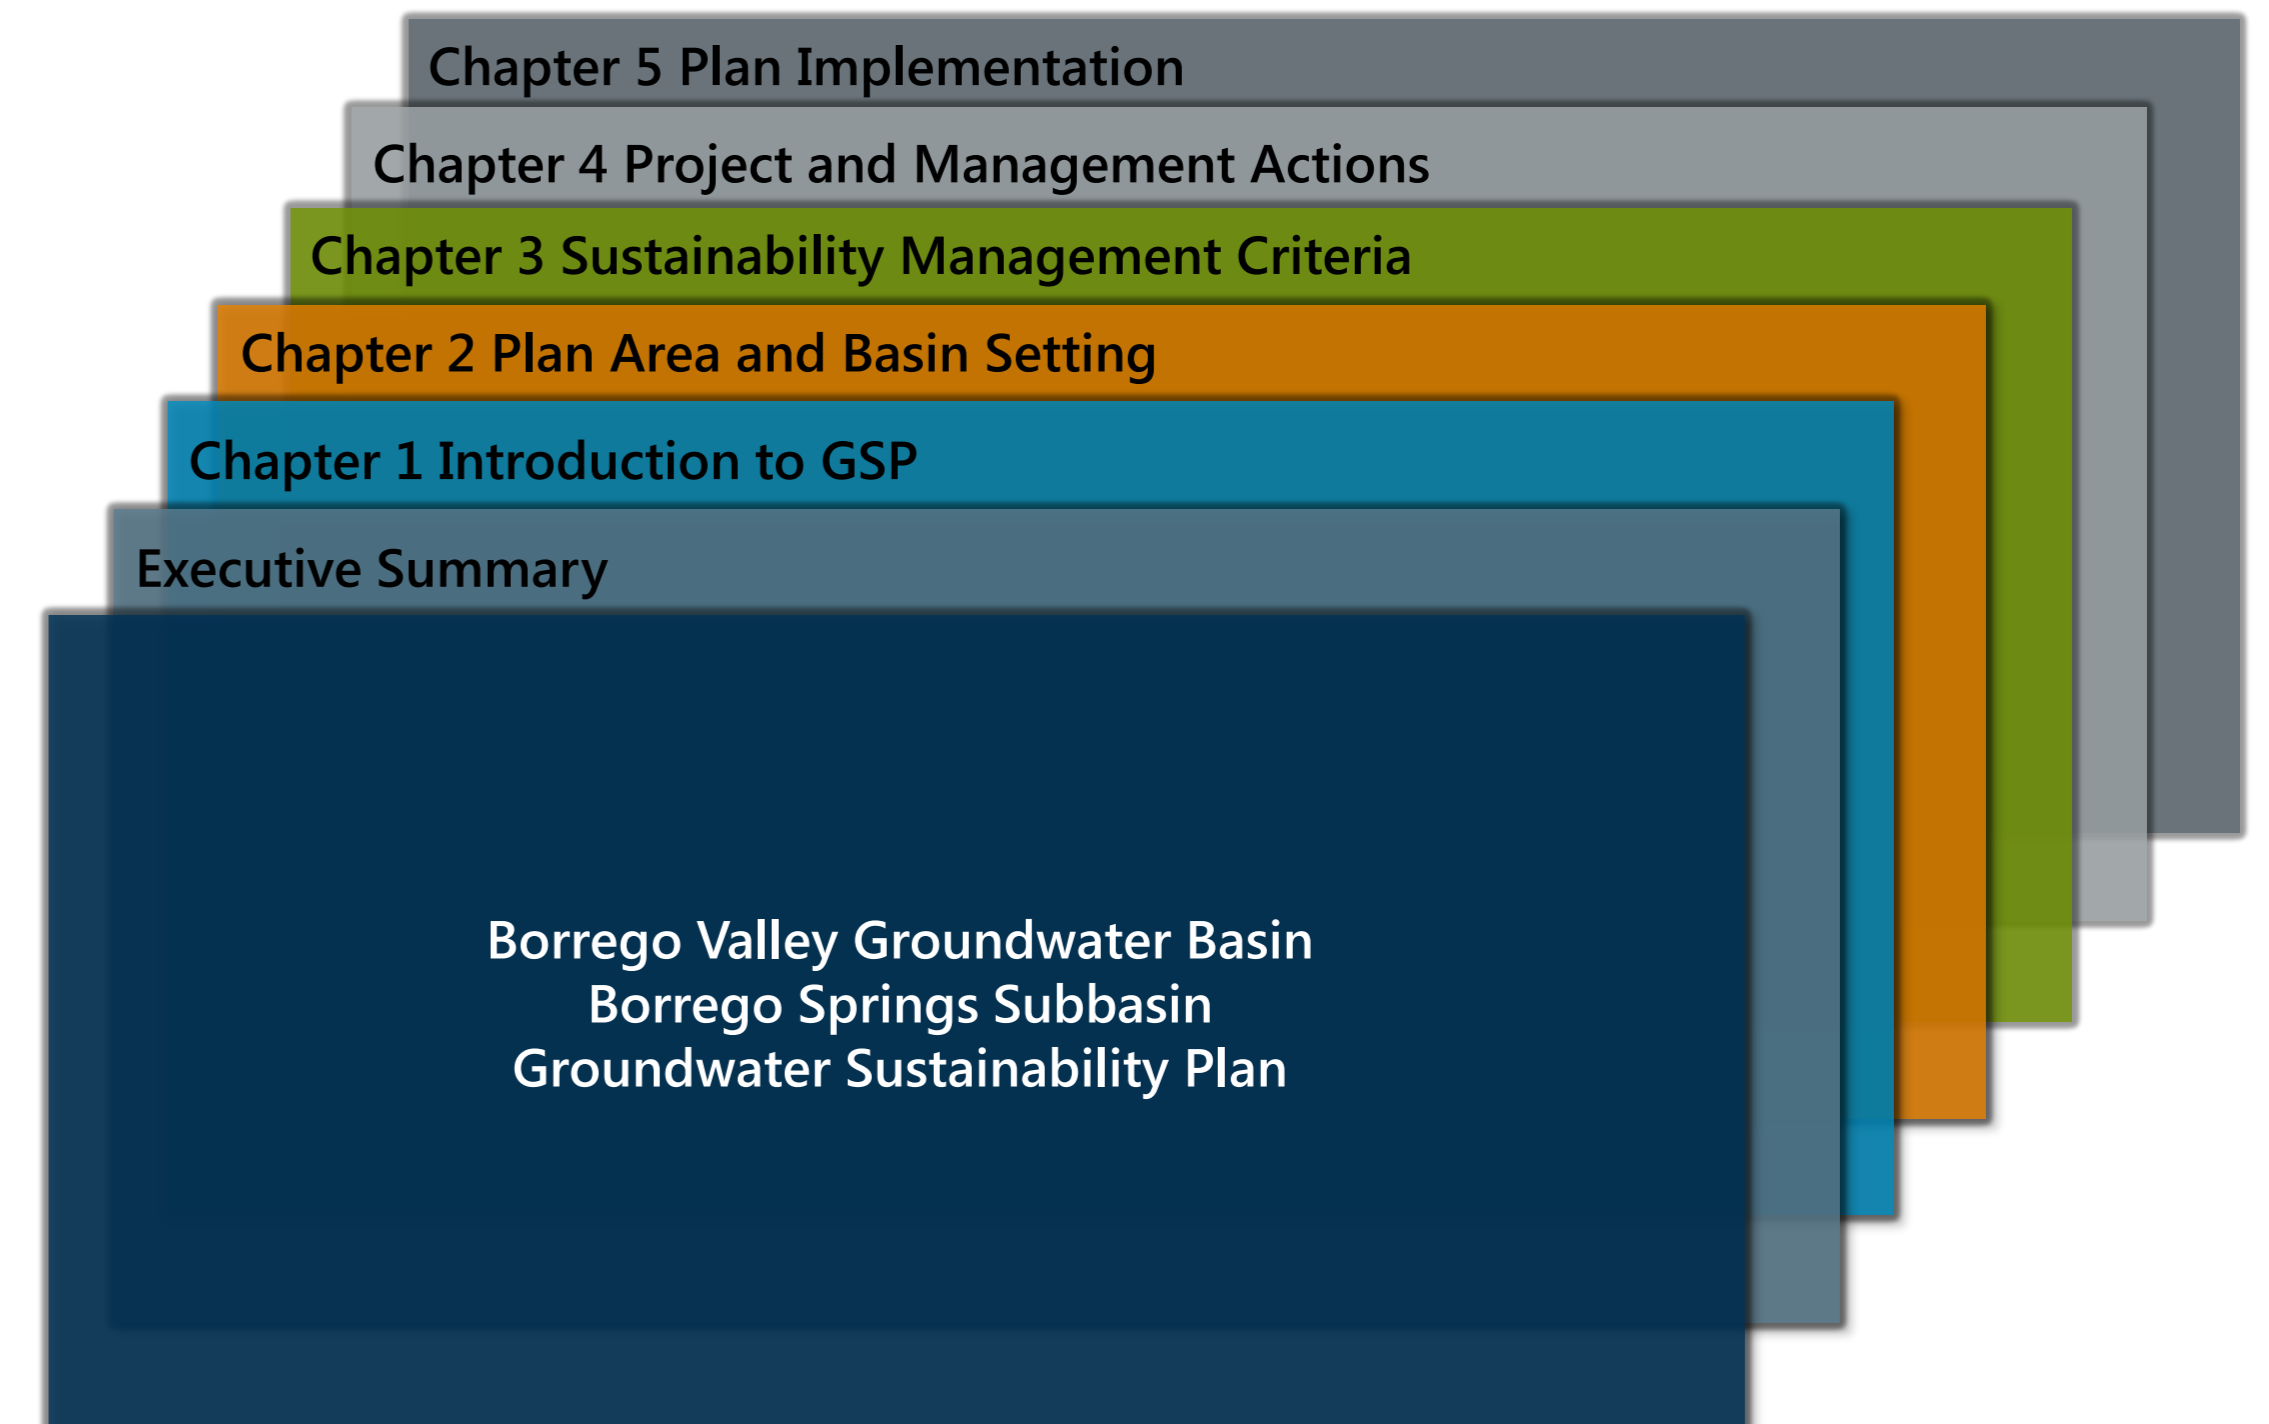 Chapter 5 Plan Implementation
Chapter 4 Project and Management Actions
Chapter 3 Sustainability Management Criteria
Chapter 2 Plan Area and Basin Setting
Chapter 1 Introduction to GSP
Executive Summary
Borrego Valley Groundwater Basin
Borrego Springs Subbasin
Groundwater Sustainability Plan